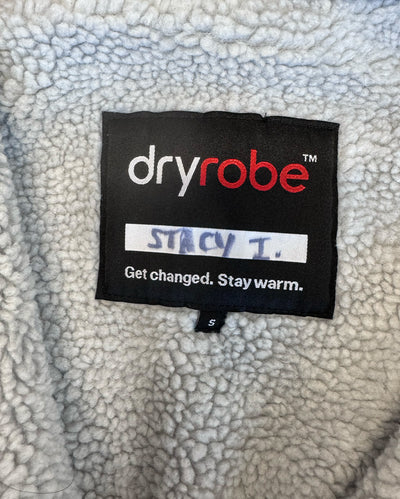 dryrobe™
STACY I.
Get changed. Stay warm.
S